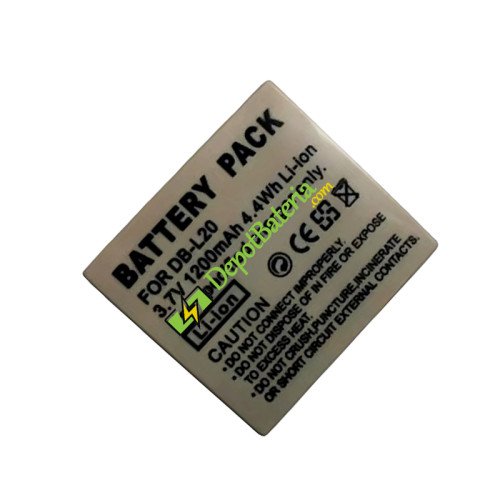 BATTERY PACK
FOR DB-L20
3.7V 1200mAh 4.4Wh Li-ion
only.
DepotBateria.com
Li-ion
CE
CAUTION:
• DO NOT CONNECT IMPROPERLY.
• DO NOT DISPOSE OF IN FIRE OR EXPOSE
TO EXCESS HEAT.
• DO NOT CRUSH,PUNCTURE,INCINERATE
OR SHORT CIRCUIT EXTERNAL CONTACTS.